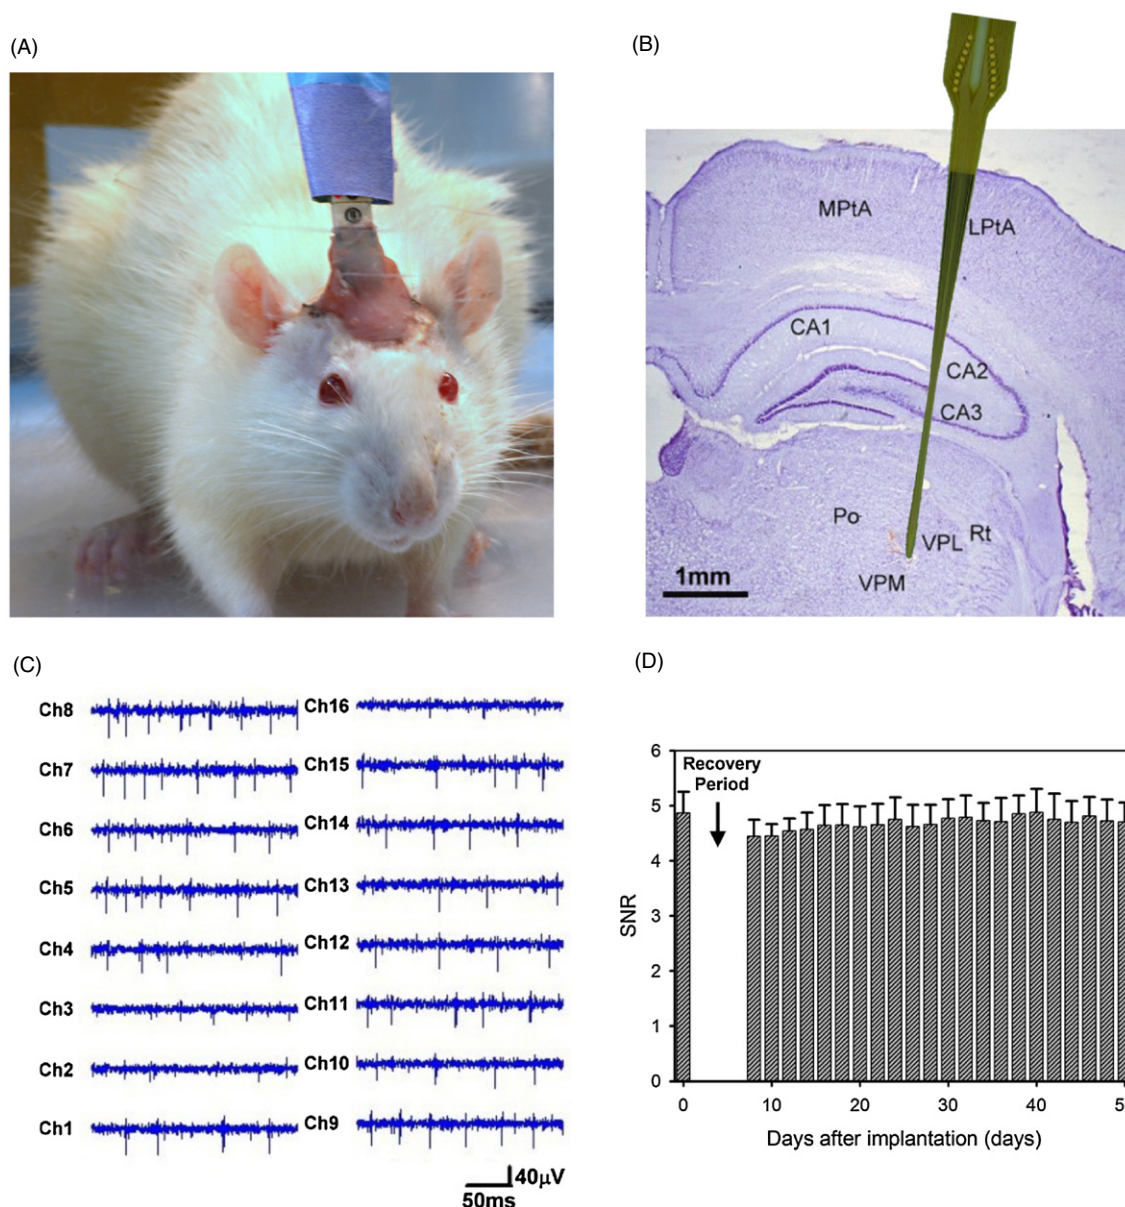 (A)
(B)
MPtA
LPtA
CA1
CA2
CA3
Po
VPL
Rt
VPM
1mm
(C)
Ch8
Ch16
Ch7
Ch15
Ch6
Ch14
Ch5
Ch13
Ch4
Ch12
Ch3
Ch11
Ch2
Ch10
Ch1
Ch9
40μV
50ms
(D)
6
Recovery
Period
5
4
3
2
1
0
SNR
0 10 20 30 40
Days after implantation (days)